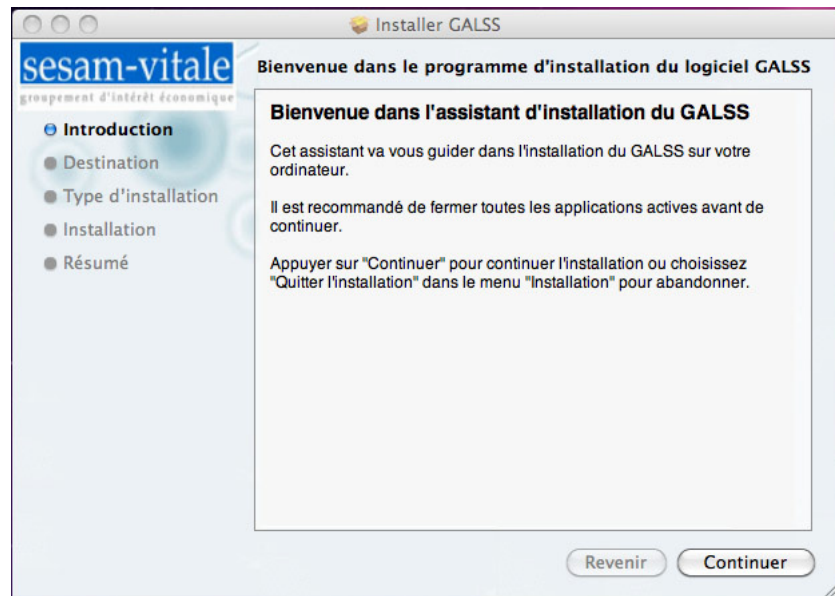 Installer GALSS
sesam-vitale
groupement d'intérêt économique
Bienvenue dans le programme d'installation du logiciel GALSS
Introduction
Destination
Type d'installation
Installation
Résumé
Bienvenue dans l'assistant d'installation du GALSS
Cet assistant va vous guider dans l'installation du GALSS sur votre
ordinateur.
Il est recommandé de fermer toutes les applications actives avant de
continuer.
Appuyer sur "Continuer" pour continuer l'installation ou choisissez
"Quitter l'installation" dans le menu "Installation" pour abandonner.
Revenir
Continuer